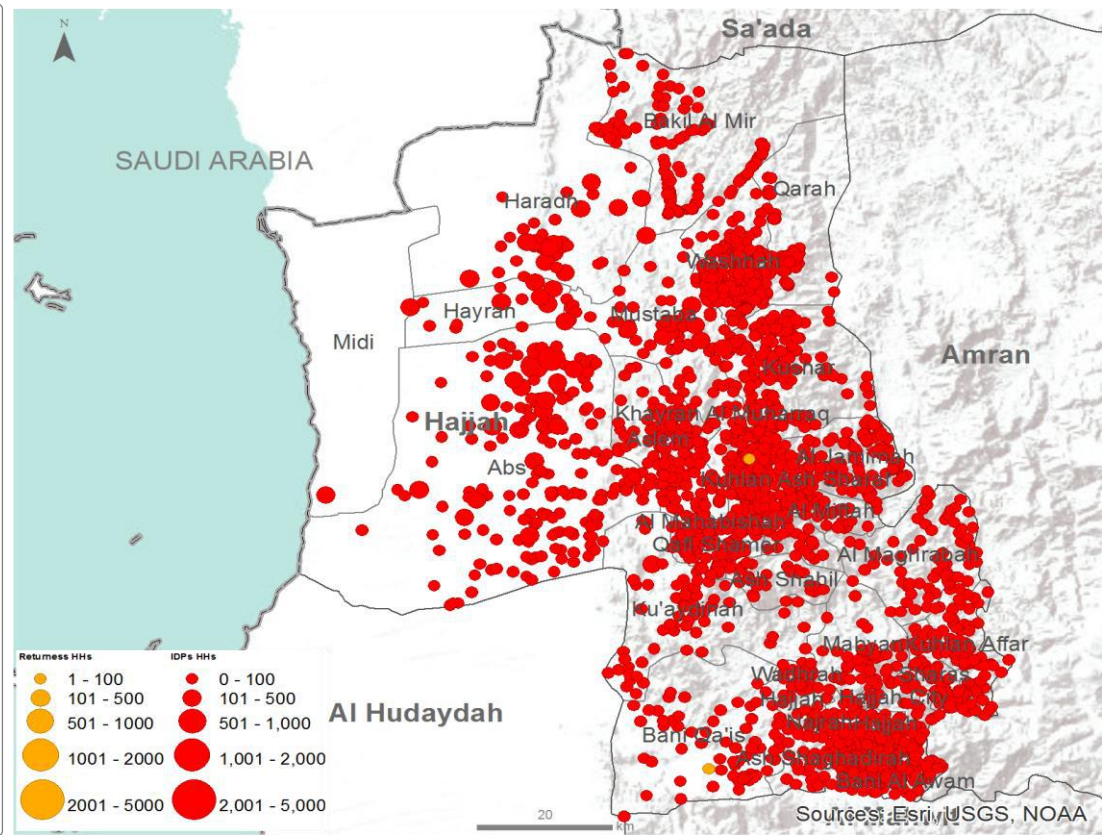 N
Sa'ada
Bakil Al Mir
SAUDI ARABIA
Qarah
Haradh
Washhah
Hayran
Mustaba
Midi
Amran
Kushar
Khayran Al Muharraq
Hajjah
Aslem
Al Jamimah
Abs
Kuhlan Ash Sharaf
Al Miftah
Al Mahabishah
Qafl Shamer
Al Maghrabah
Ash Shahil
Ku'aydinah
Mabyan
Kuhlan Affar
Wadhrah
Sharas
Hajjah
Hajjah City
Al Hudaydah
Najrah
Hajjah
Bani Qa'is
Ash Shaghadirah
Bani Al Awam
Returness HHs
1 - 100
101 - 500
501 - 1000
1001 - 2000
2001 - 5000
IDPs HHs
0 - 100
101 - 500
501 - 1,000
1,001 - 2,000
2,001 - 5,000
20
km
Sources: Esri, USGS, NOAA